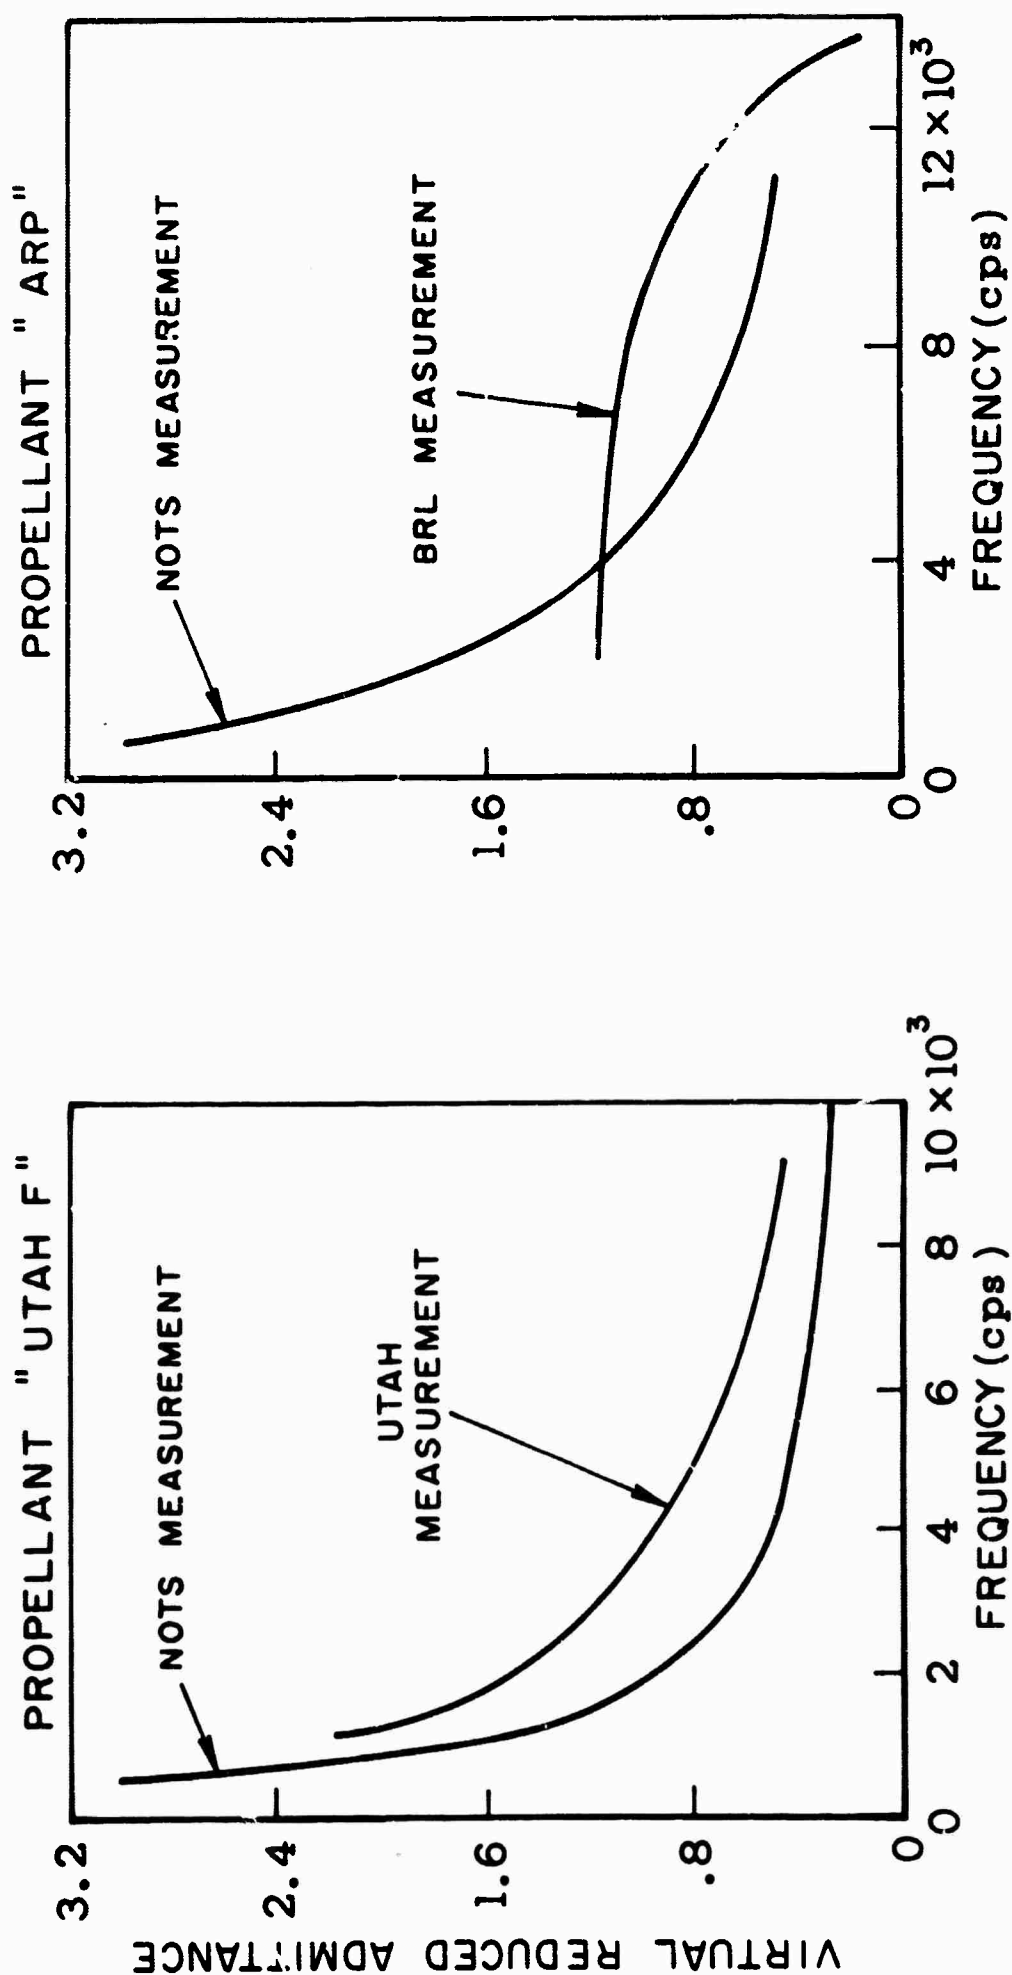 PROPELLANT "UTAH F"
NOTS MEASUREMENT
UTAH
MEASUREMENT
3.2
2.4
1.6
.8
0
0
2
4
6
8
10 ×10³
FREQUENCY (cps)
VIRTUAL REDUCED ADMITTANCE
PROPELLANT "ARP"
NOTS MEASUREMENT
BRL MEASUREMENT
3.2
2.4
1.6
.8
0
0
4
8
12 ×10³
FREQUENCY (cps)